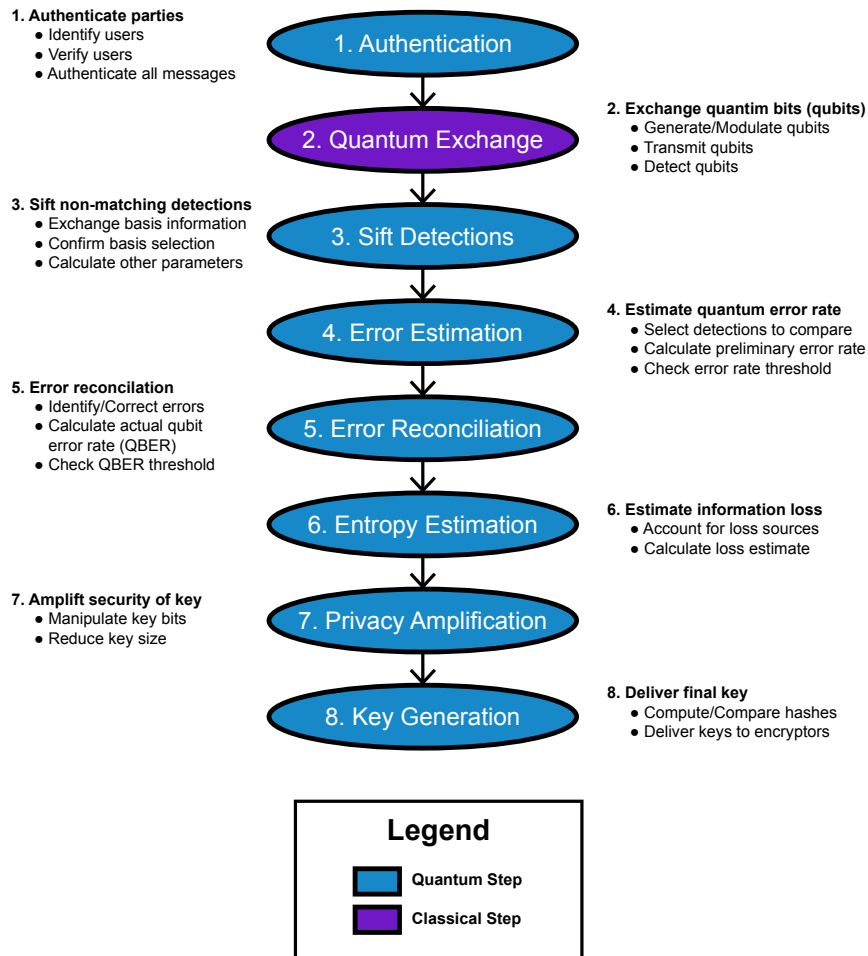 1. Authenticate parties
● Identify users
● Verify users
● Authenticate all messages
1. Authentication
2. Quantum Exchange
2. Exchange quantim bits (qubits)
● Generate/Modulate qubits
● Transmit qubits
● Detect qubits
3. Sift non-matching detections
● Exchange basis information
● Confirm basis selection
● Calculate other parameters
3. Sift Detections
4. Error Estimation
4. Estimate quantum error rate
● Select detections to compare
● Calculate preliminary error rate
● Check error rate threshold
5. Error reconcilation
● Identify/Correct errors
● Calculate actual qubit
error rate (QBER)
● Check QBER threshold
5. Error Reconciliation
6. Entropy Estimation
6. Estimate information loss
● Account for loss sources
● Calculate loss estimate
7. Amplift security of key
● Manipulate key bits
● Reduce key size
7. Privacy Amplification
8. Key Generation
8. Deliver final key
● Compute/Compare hashes
● Deliver keys to encryptors
Legend
Quantum Step
Classical Step